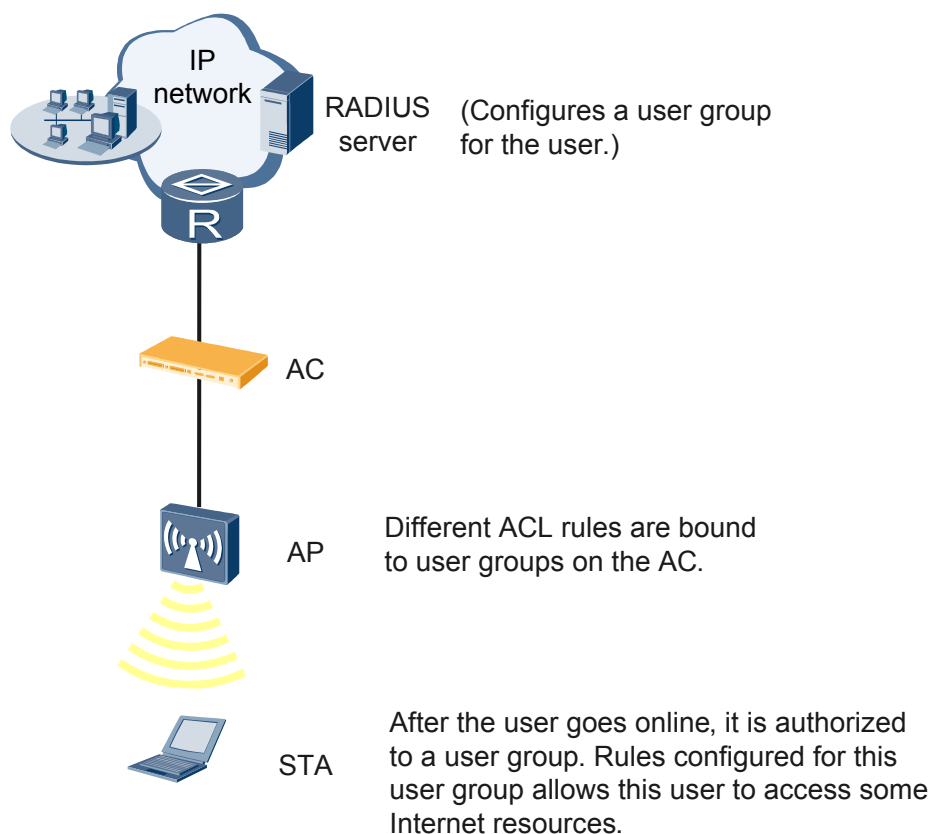 IP
network
RADIUS
server
(Configures a user group
for the user.)
R
AC
AP
Different ACL rules are bound
to user groups on the AC.
STA
After the user goes online, it is authorized
to a user group. Rules configured for this
user group allows this user to access some
Internet resources.